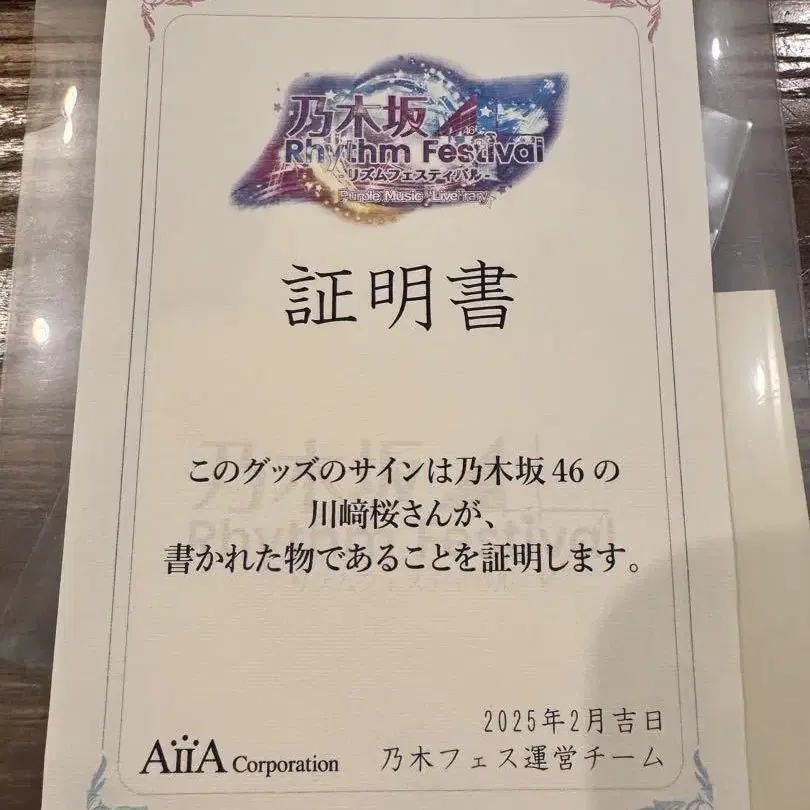 乃木坂46
Rhythm Festival
-リズムフェスティバル-
Purple Music "Live"rary
証明書
このグッズのサインは乃木坂46の
川﨑桜さんが、
書かれた物であることを証明します。
2025年2月吉日
AiiA Corporation
乃木フェス運営チーム